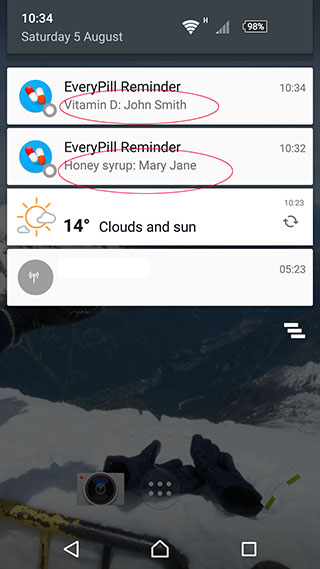 10:34
Saturday 5 August
H
98%
EveryPill Reminder 10:34
Vitamin D: John Smith
EveryPill Reminder 10:32
Honey syrup: Mary Jane
10:23
14° Clouds and sun
05:23